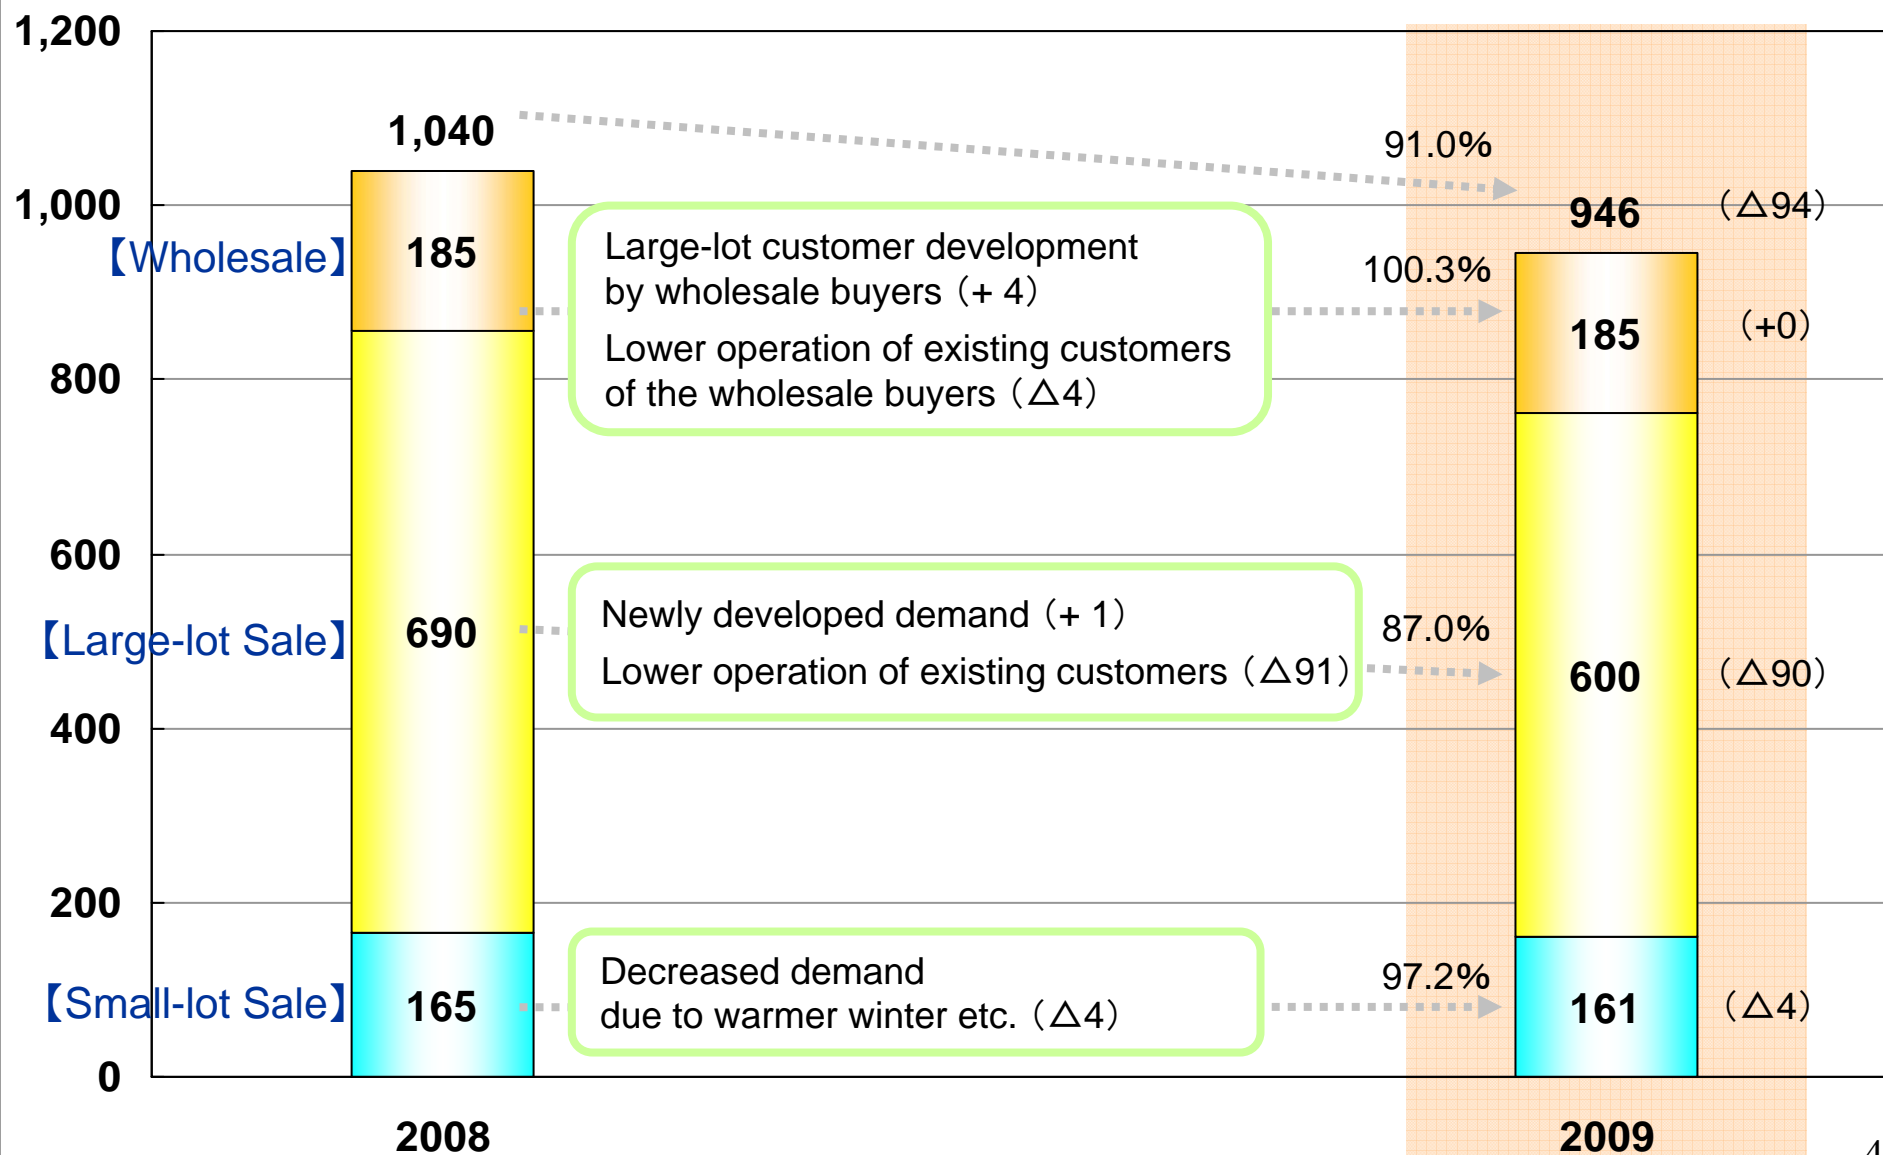 1,200
1,040
91.0%
1,000
946 （△94）
【Wholesale】 185
Large-lot customer development
by wholesale buyers（+ 4）
Lower operation of existing customers
of the wholesale buyers（△4）
100.3%
185 （+0）
800
600
【Large-lot Sale】 690
Newly developed demand（+ 1）
Lower operation of existing customers（△91）
87.0%
600 （△90）
400
200
【Small-lot Sale】 165
Decreased demand
due to warmer winter etc.（△4）
97.2%
161 （△4）
0
2008 2009
4